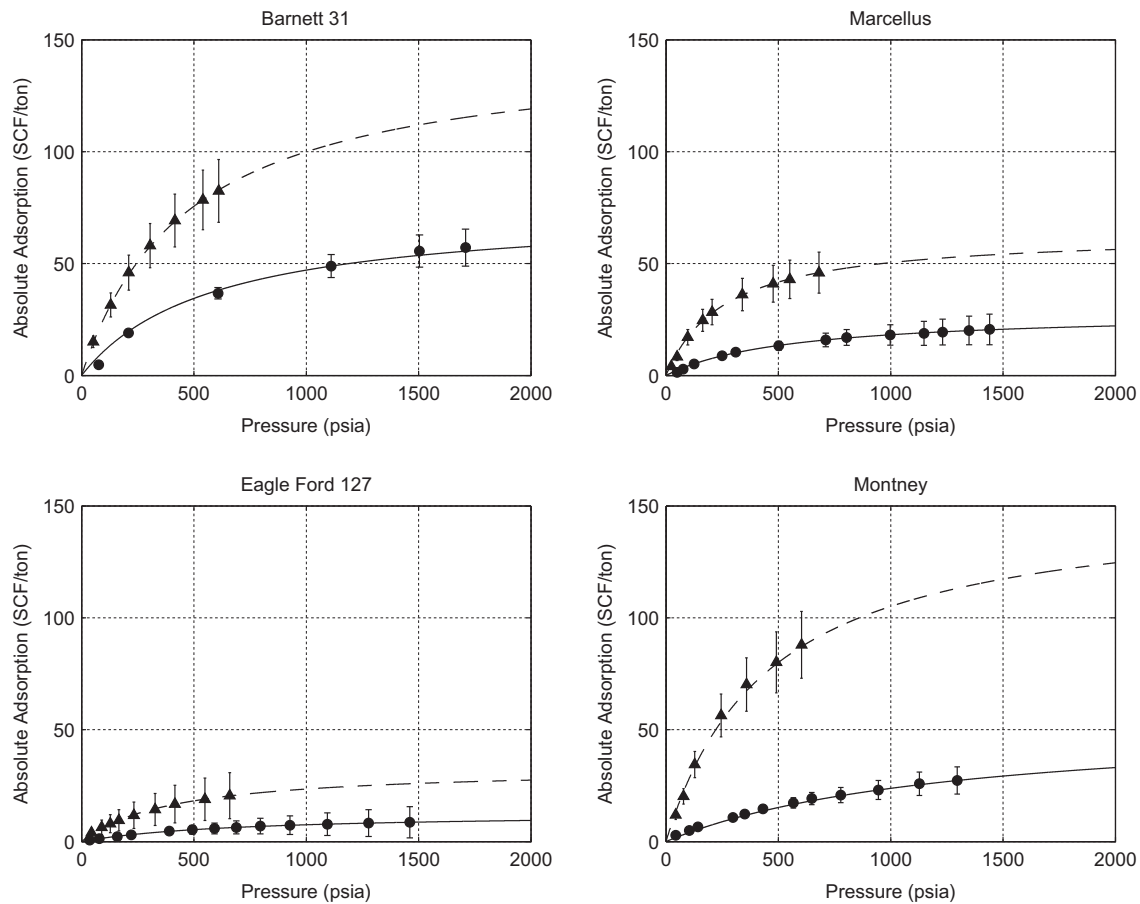 Barnett 31
150
100
50
0
0 500 1000 1500 2000
Absolute Adsorption (SCF/ton)
Pressure (psia)
Marcellus
150
100
50
0
0 500 1000 1500 2000
Absolute Adsorption (SCF/ton)
Pressure (psia)
Eagle Ford 127
150
100
50
0
0 500 1000 1500 2000
Absolute Adsorption (SCF/ton)
Pressure (psia)
Montney
150
100
50
0
0 500 1000 1500 2000
Absolute Adsorption (SCF/ton)
Pressure (psia)